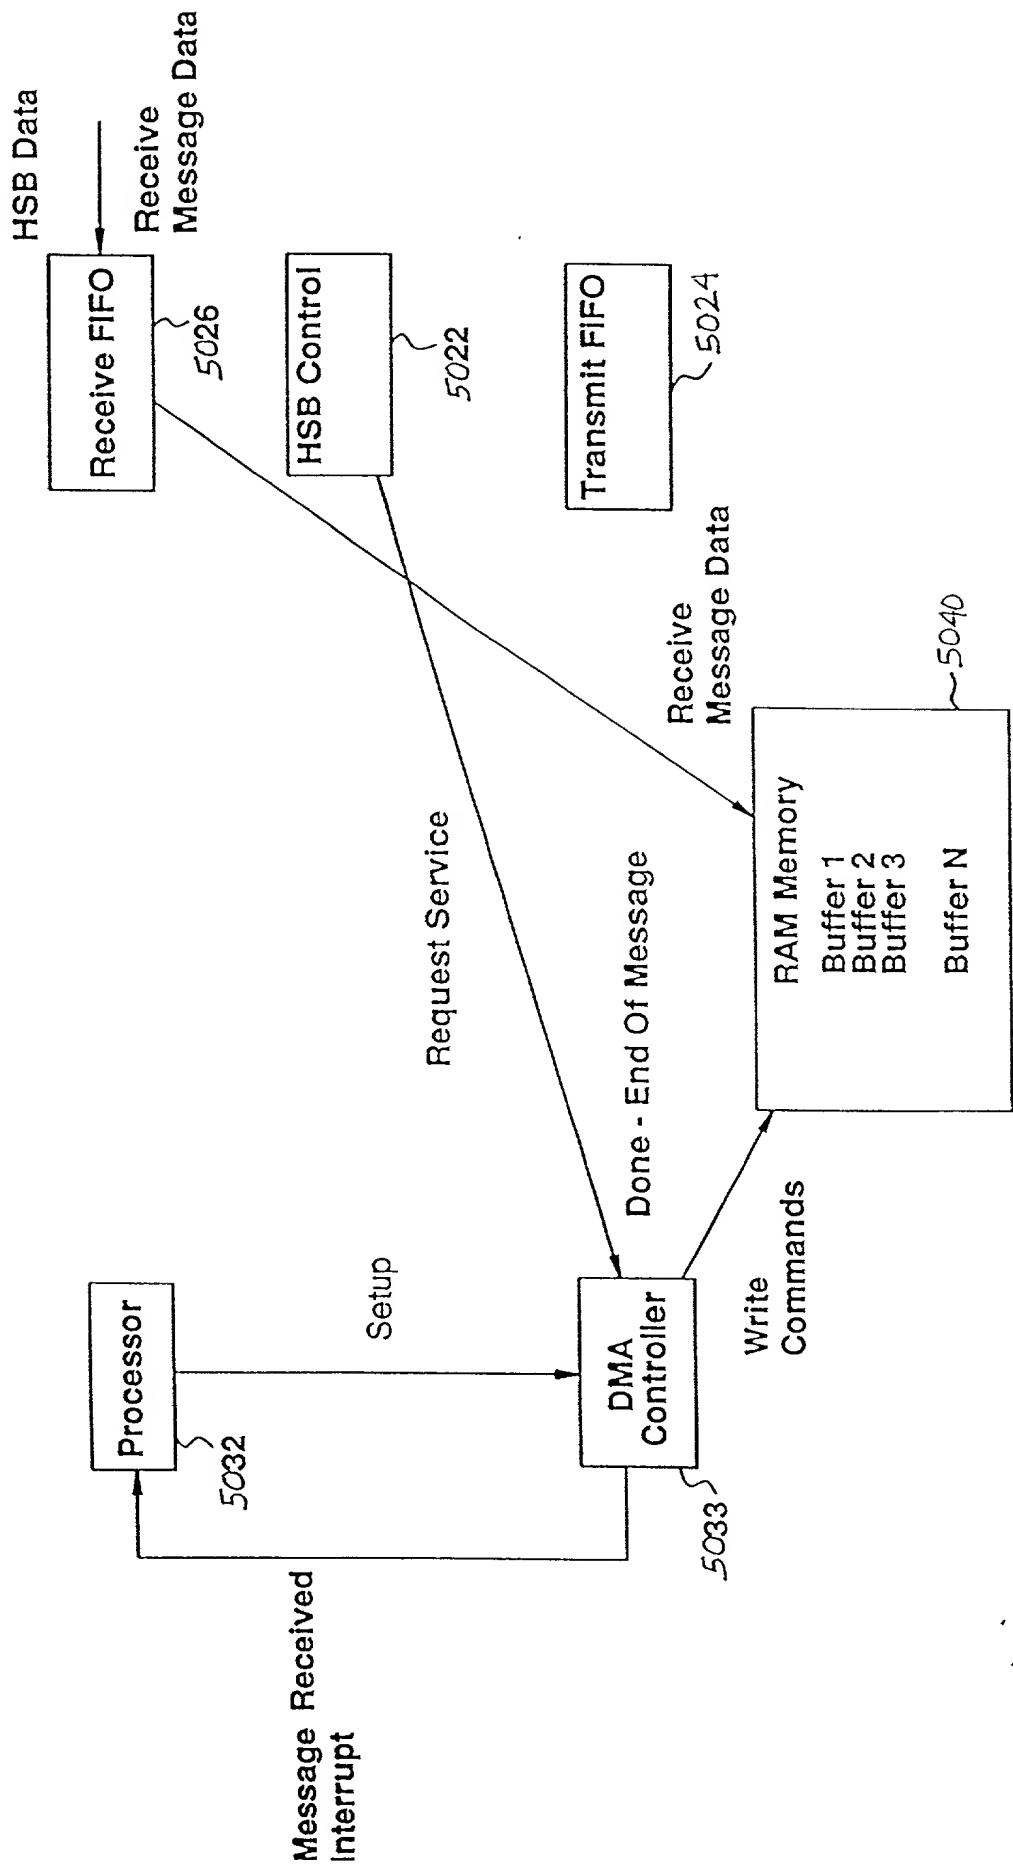 HSB Data
Receive
Message Data
Receive FIFO
5026
HSB Control
5022
Transmit FIFO
5024
Processor
5032
Setup
Message Received
Interrupt
Request Service
Done - End Of Message
DMA
Controller
5033
Write
Commands
Receive
Message Data
RAM Memory
Buffer 1
Buffer 2
Buffer 3
Buffer N
5040